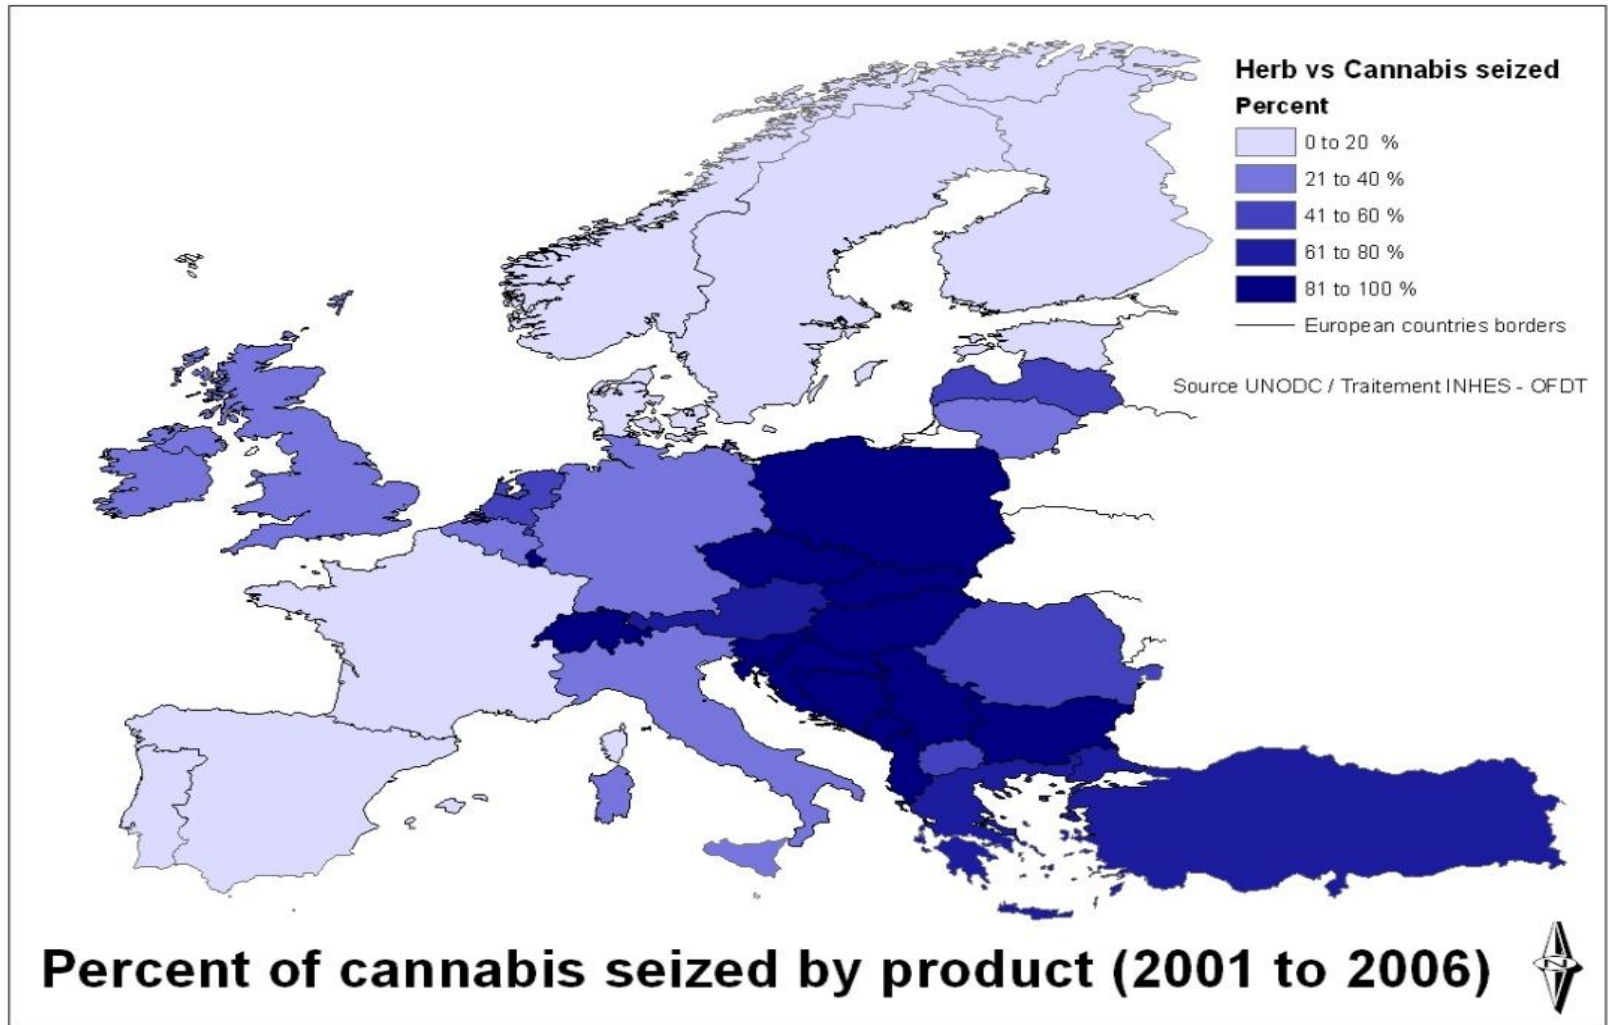 Herb vs Cannabis seized
Percent
0 to 20 %
21 to 40 %
41 to 60 %
61 to 80 %
81 to 100 %
European countries borders
Source UNODC / Traitement INHES - OFDT
Percent of cannabis seized by product (2001 to 2006)
N